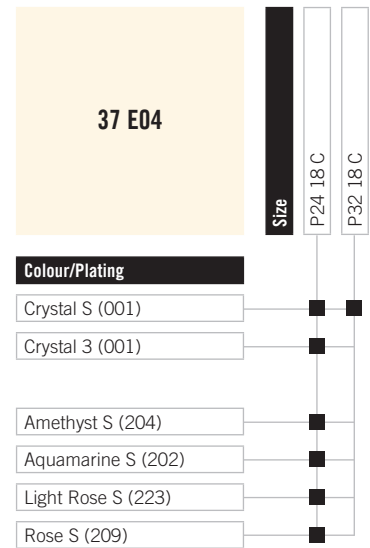 37 E04
Size
P24 18 C
P32 18 C
Colour/Plating
Crystal S (001)
Crystal 3 (001)
Amethyst S (204)
Aquamarine S (202)
Light Rose S (223)
Rose S (209)